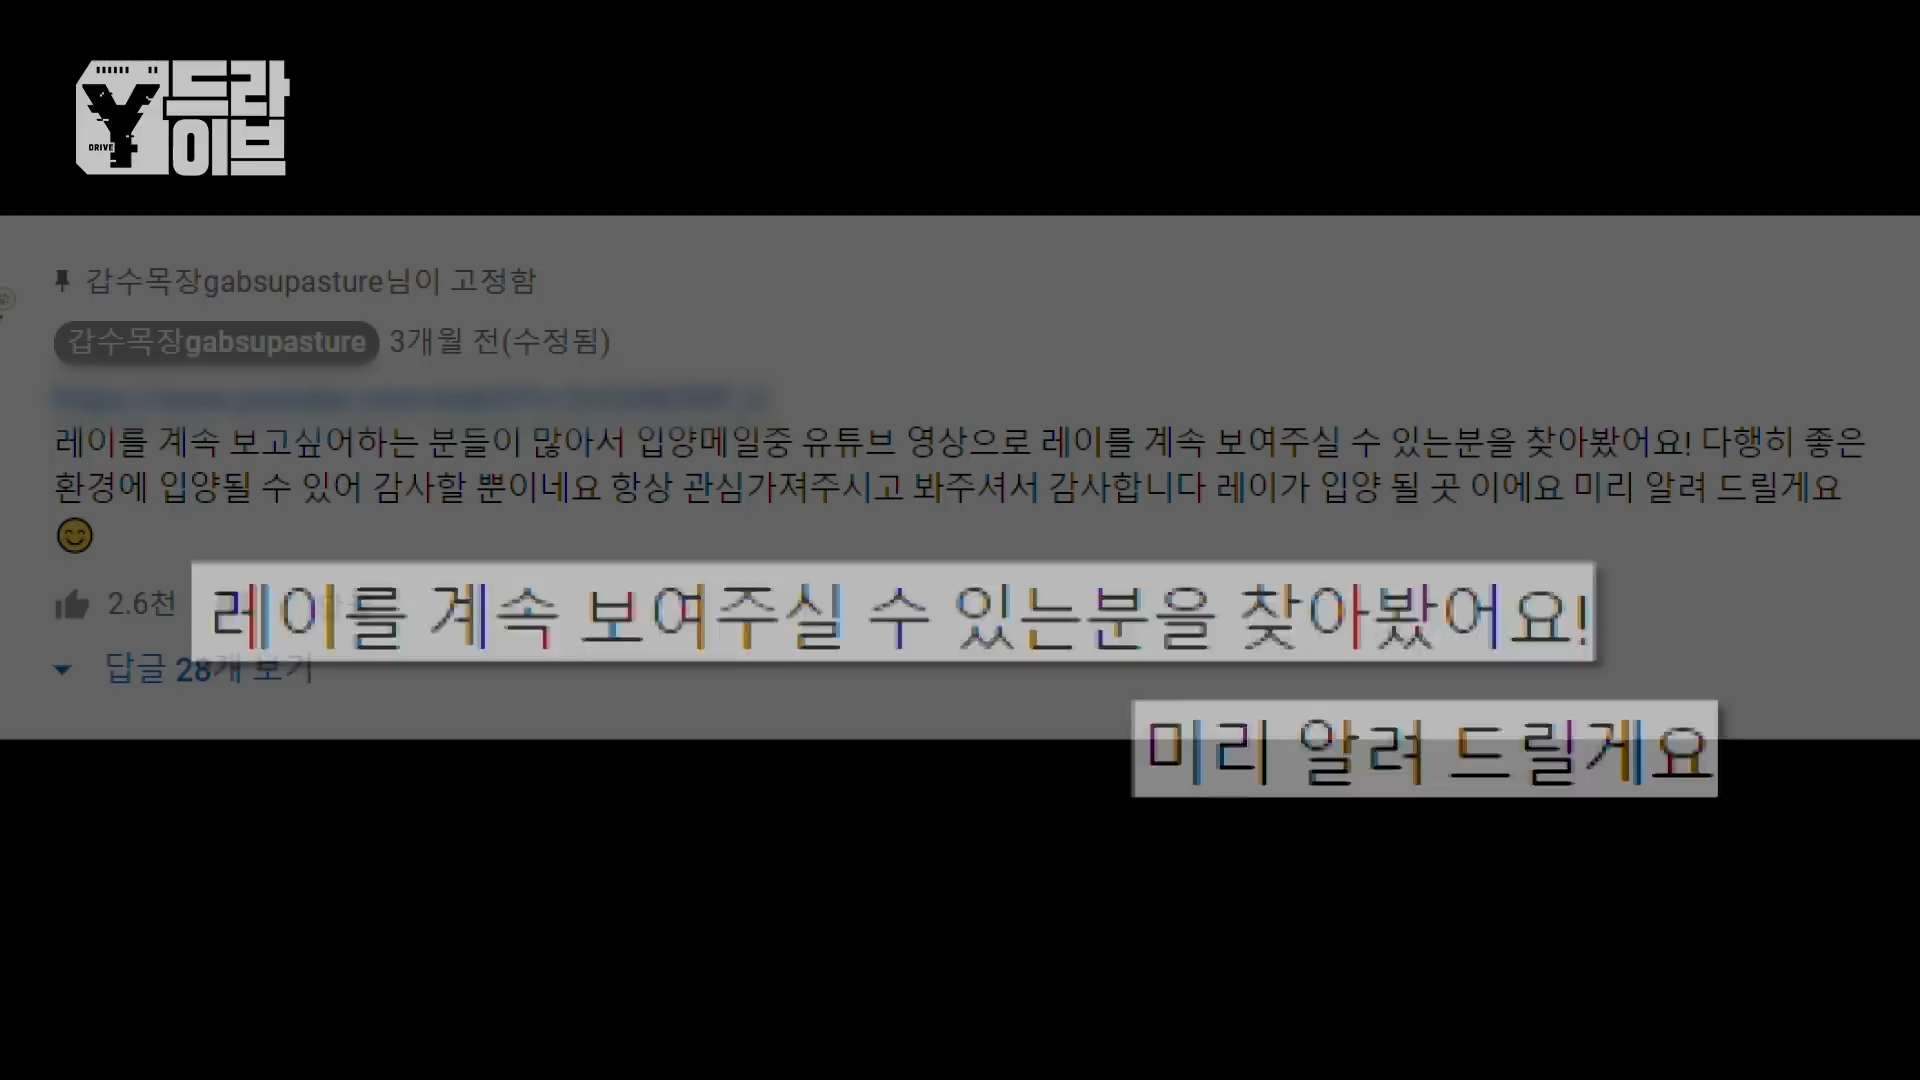 Y드라이브
DRIVE
갑수목장gabsupasture님이 고정함
갑수목장gabsupasture 3개월 전(수정됨)
레이를 계속 보고싶어하는 분들이 많아서 입양메일중 유튜브 영상으로 레이를 계속 보여주실 수 있는분을 찾아봤어요! 다행히 좋은
환경에 입양될 수 있어 감사할 뿐이네요 항상 관심가져주시고 봐주셔서 감사합니다 레이가 입양 될 곳 이에요 미리 알려 드릴게요
😊
2.6천
레이를 계속 보여주실 수 있는분을 찾아봤어요!
답글 28개 보기
미리 알려 드릴게요